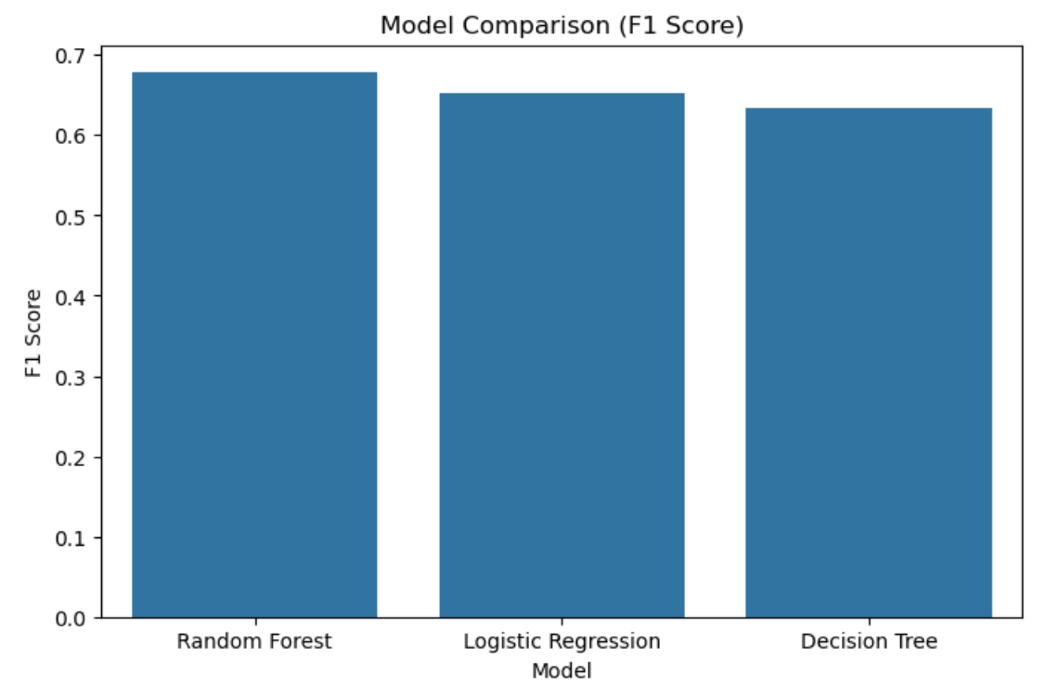 Model Comparison (F1 Score)
0.7
0.6
0.5
0.4
0.3
0.2
0.1
0.0
F1 Score
Random Forest
Logistic Regression
Decision Tree
Model